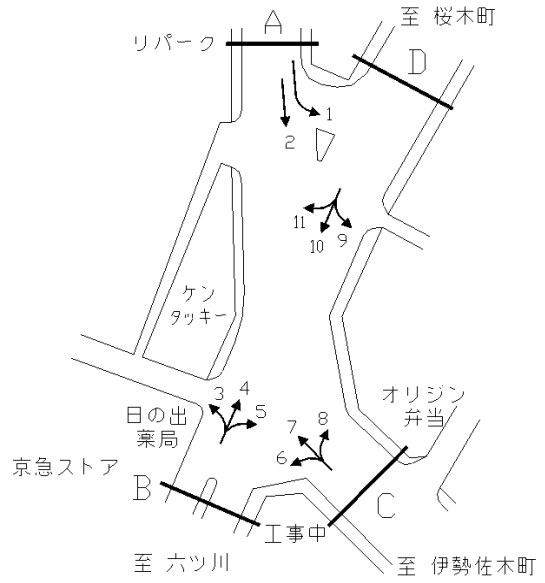 至 桜木町
リパーク
A
D
1
2
11
10
9
ケン
タッキー
3
4
5
日の出
薬局
オリジン
弁当
7
8
6
京急ストア
B
C
工事中
至 六ツ川
至 伊勢佐木町